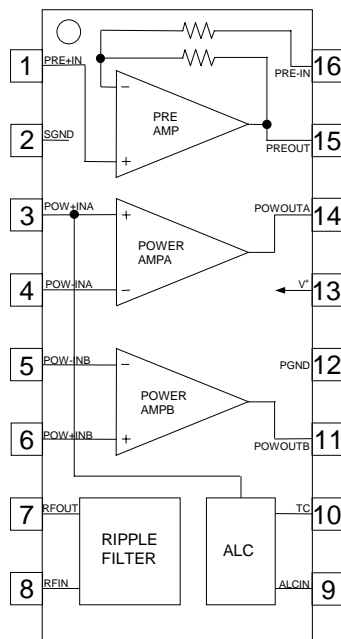 1
PRE+IN
PRE-IN
16
PRE
AMP
2
SGND
PREOUT
15
3
POW+INA
POWOUTA
14
POWER
AMPA
4
POW-INA
V+
13
5
POW-INB
PGND
12
POWER
AMPB
6
POW+INB
POWOUTB
11
7
RFOUT
TC
10
RIPPLE
FILTER
ALC
8
RFIN
ALCIN
9